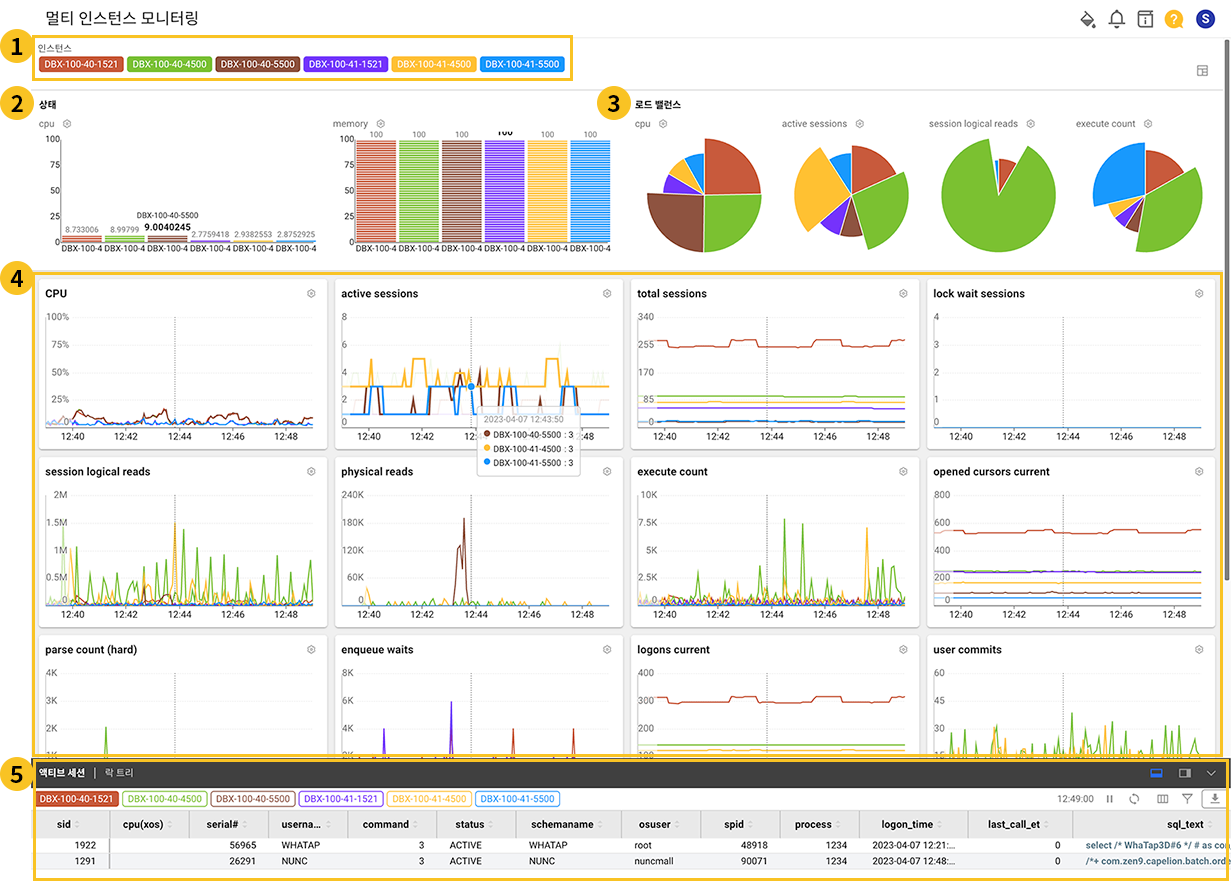 멀티 인스턴스 모니터링
?
S
1
인스턴스
DBX-100-40-1521 DBX-100-40-4500 DBX-100-40-5500 DBX-100-41-1521 DBX-100-41-4500 DBX-100-41-5500
2 상태
3 로드 밸런스
cpu memory
cpu active sessions session logical reads execute count
100
75
50
25
0
8.733006 8.99799 DBX-100-40-5500 9.0040245 2.7759418 2.9382553 2.8752925
DBX-100-4 DBX-100-4 DBX-100-4 DBX-100-4 DBX-100-4 DBX-100-4
100
75
50
25
0
100 100 100 100 100 100
DBX-100-4 DBX-100-4 DBX-100-4 DBX-100-4 DBX-100-4 DBX-100-4
4
CPU
100%
75%
50%
25%
0
12:40 12:42 12:44 12:46 12:48
active sessions
8
6
4
2
0
12:40 12:42 12:48
2023-04-07 12:43:50
DBX-100-40-5500 : 3
DBX-100-41-4500 : 3
DBX-100-41-5500 : 3
total sessions
340
255
170
85
0
12:40 12:42 12:44 12:46 12:48
lock wait sessions
4
3
2
1
0
12:40 12:42 12:44 12:46 12:48
session logical reads
2M
1.5M
1M
0.5M
0
12:40 12:42 12:44 12:46 12:48
physical reads
240K
180K
120K
60K
0
12:40 12:42 12:44 12:46 12:48
execute count
10K
7.5K
5K
2.5K
0
12:40 12:42 12:44 12:46 12:48
opened cursors current
800
600
400
200
0
12:40 12:42 12:44 12:46 12:48
parse count (hard)
4K
3K
2K
1K
enqueue waits
8K
6K
4K
logons current
400
300
200
100
user commits
60
45
30
15
5
액티브 세션 | 락 트리
DBX-100-40-1521 DBX-100-40-4500 DBX-100-40-5500 DBX-100-41-1521 DBX-100-41-4500 DBX-100-41-5500 12:49:00
sid cpu(xos) serial# userna... command status schemaname osuser spid process logon_time last_call_et sql_text
1922 56965 WHATAP 3 ACTIVE WHATAP root 48918 1234 2023-04-07 12:21:... 0 select /* WhaTap3D#6 */ # as con
1291 26291 NUNC 3 ACTIVE NUNC nuncmall 90071 1234 2023-04-07 12:48:... 0 /*+ com.zen9.capelion.batch.orde